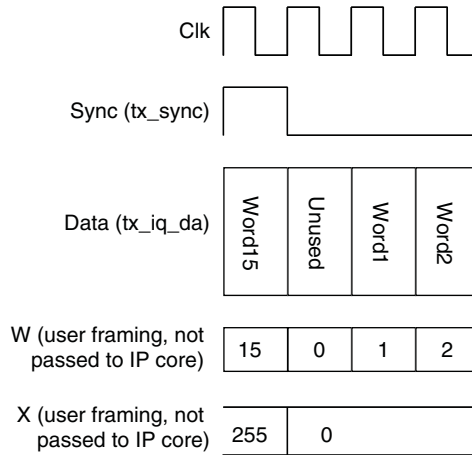 Clk
Sync (tx_sync)
Data (tx_iq_da)
Word15
Unused
Word1
Word2
W (user framing, not
passed to IP core)
15 0 1 2
X (user framing, not
passed to IP core)
255 0